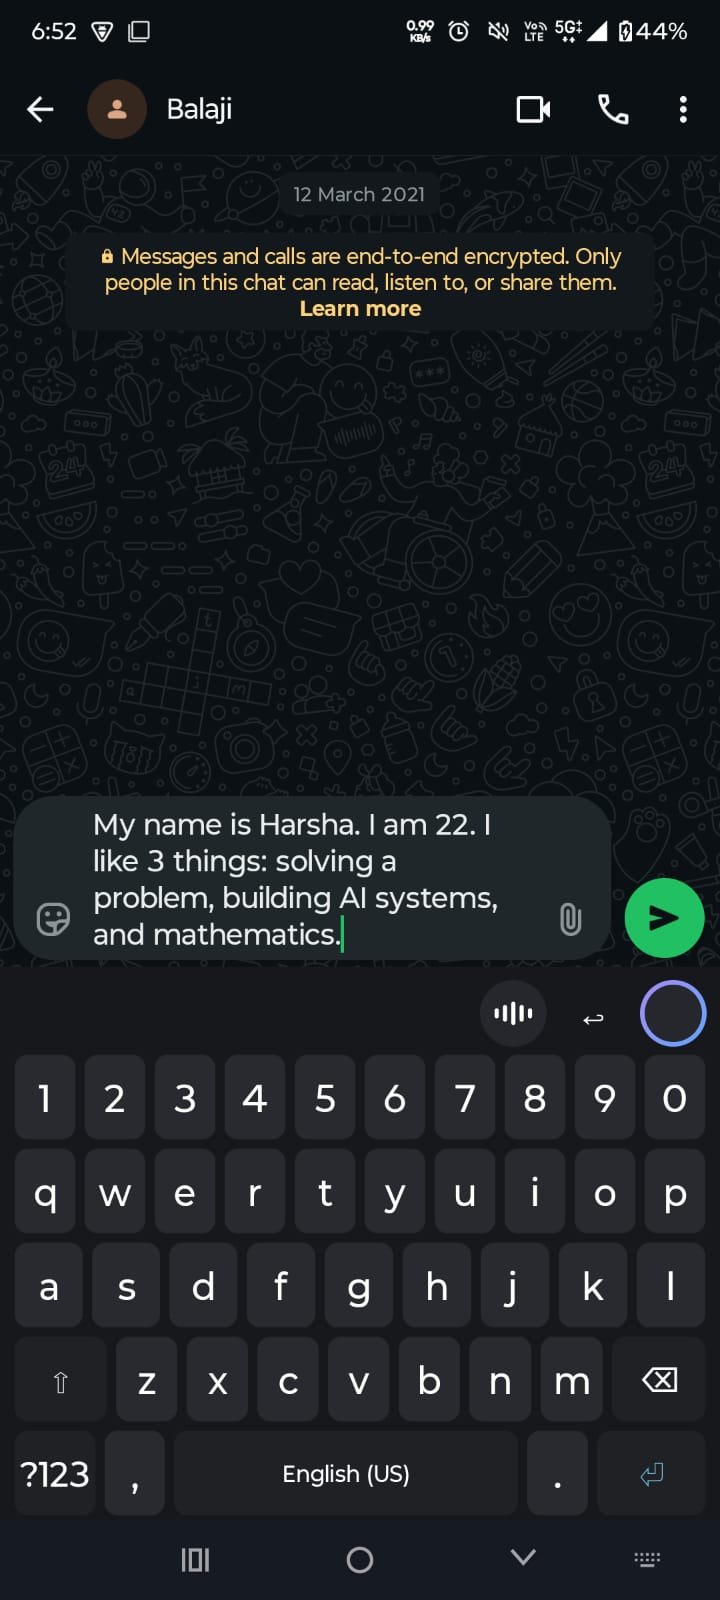 6:52 0.99 KB/s Vo LTE 5G 44%
Balaji
12 March 2021
Messages and calls are end-to-end encrypted. Only
people in this chat can read, listen to, or share them.
Learn more
My name is Harsha. I am 22. I
like 3 things: solving a
problem, building AI systems,
and mathematics.
1 2 3 4 5 6 7 8 9 0
q w e r t y u i o p
a s d f g h j k l
z x c v b n m
?123 , English (US) .